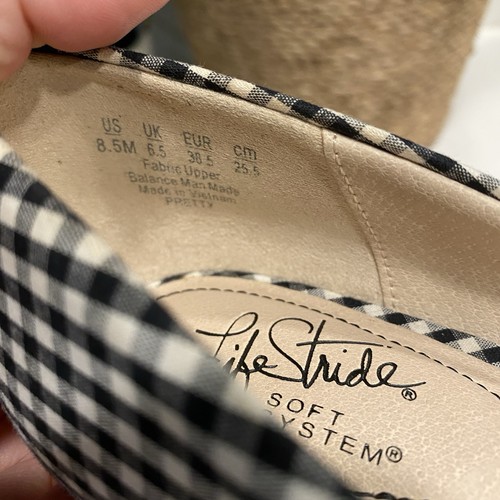 US UK EUR cm
8.5M 6.5 38.5 25.5
Fabric Upper
Balance Man Made
Made in Vietnam
PRETTY
LifeStride®
SOFT
SYSTEM®